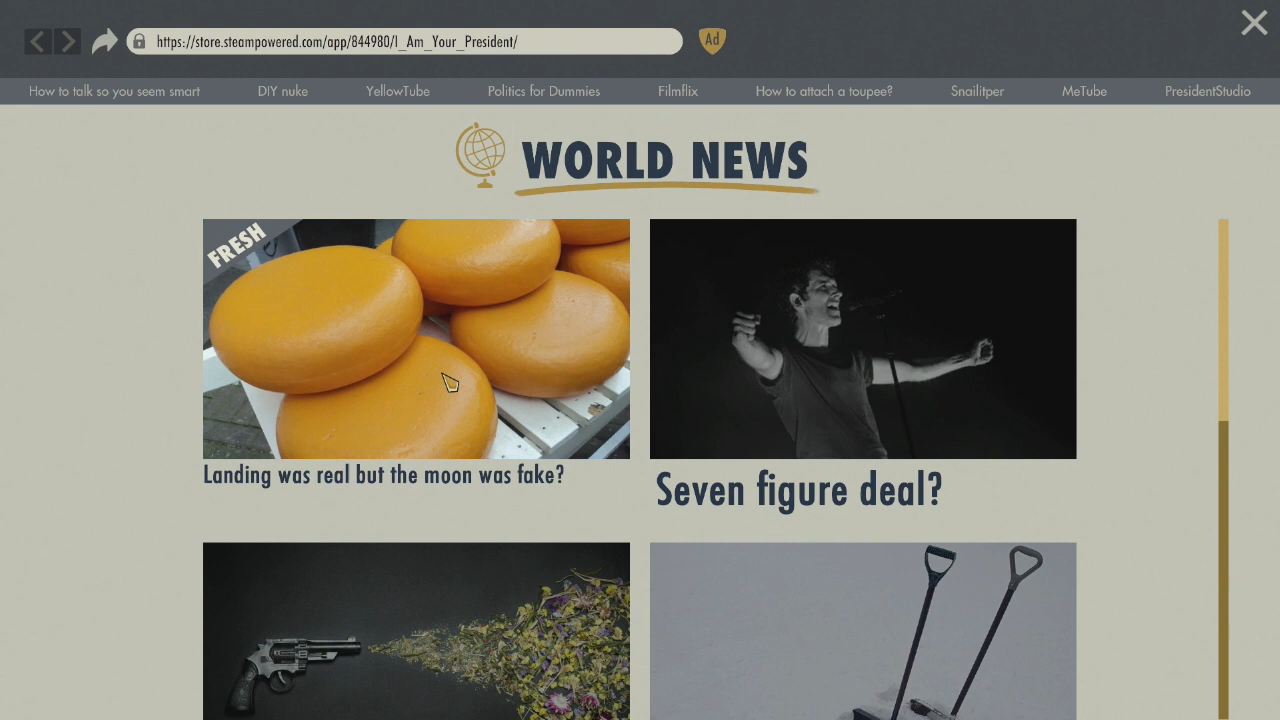 https://store.steampowered.com/app/844980/I_Am_Your_President/
Ad
How to talk so you seem smart
DIY nuke
YellowTube
Politics for Dummies
Filmflix
How to attach a toupee?
Snailitper
MeTube
PresidentStudio
WORLD NEWS
FRESH
Landing was real but the moon was fake?
Seven figure deal?